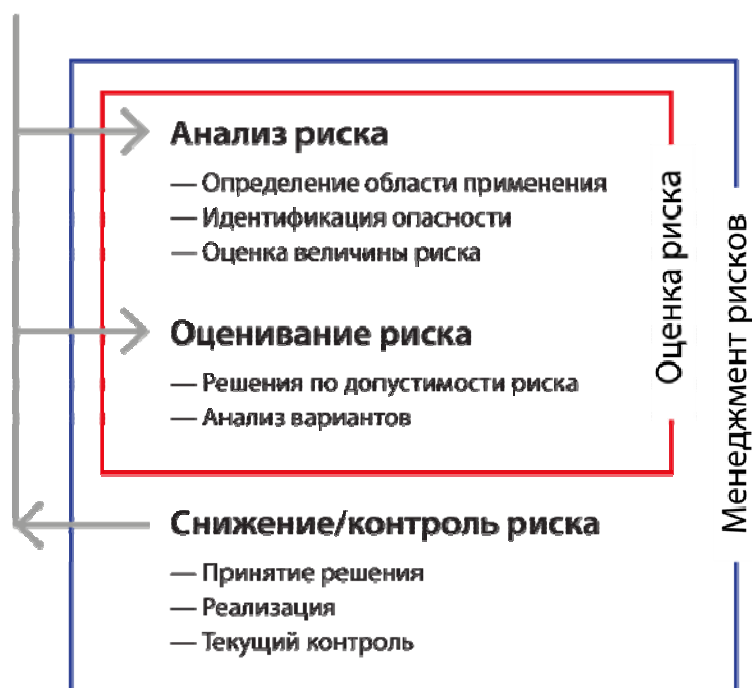 Анализ риска
— Определение области применения
— Идентификация опасности
— Оценка величины риска
Оценивание риска
— Решения по допустимости риска
— Анализ вариантов
Снижение/контроль риска
— Принятие решения
— Реализация
— Текущий контроль
Оценка риска
Менеджмент рисков